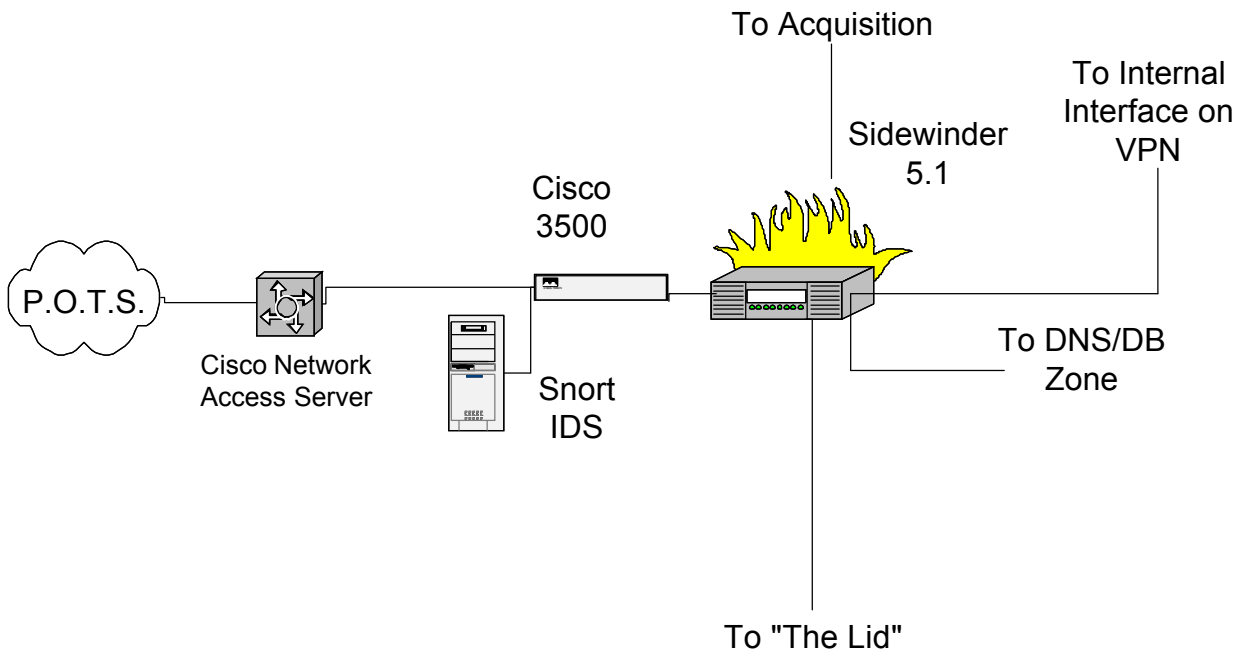 To Acquisition
To Internal
Interface on
VPN
Sidewinder
5.1
Cisco
3500
P.O.T.S.
Cisco Network
Access Server
Snort
IDS
To DNS/DB
Zone
To "The Lid"